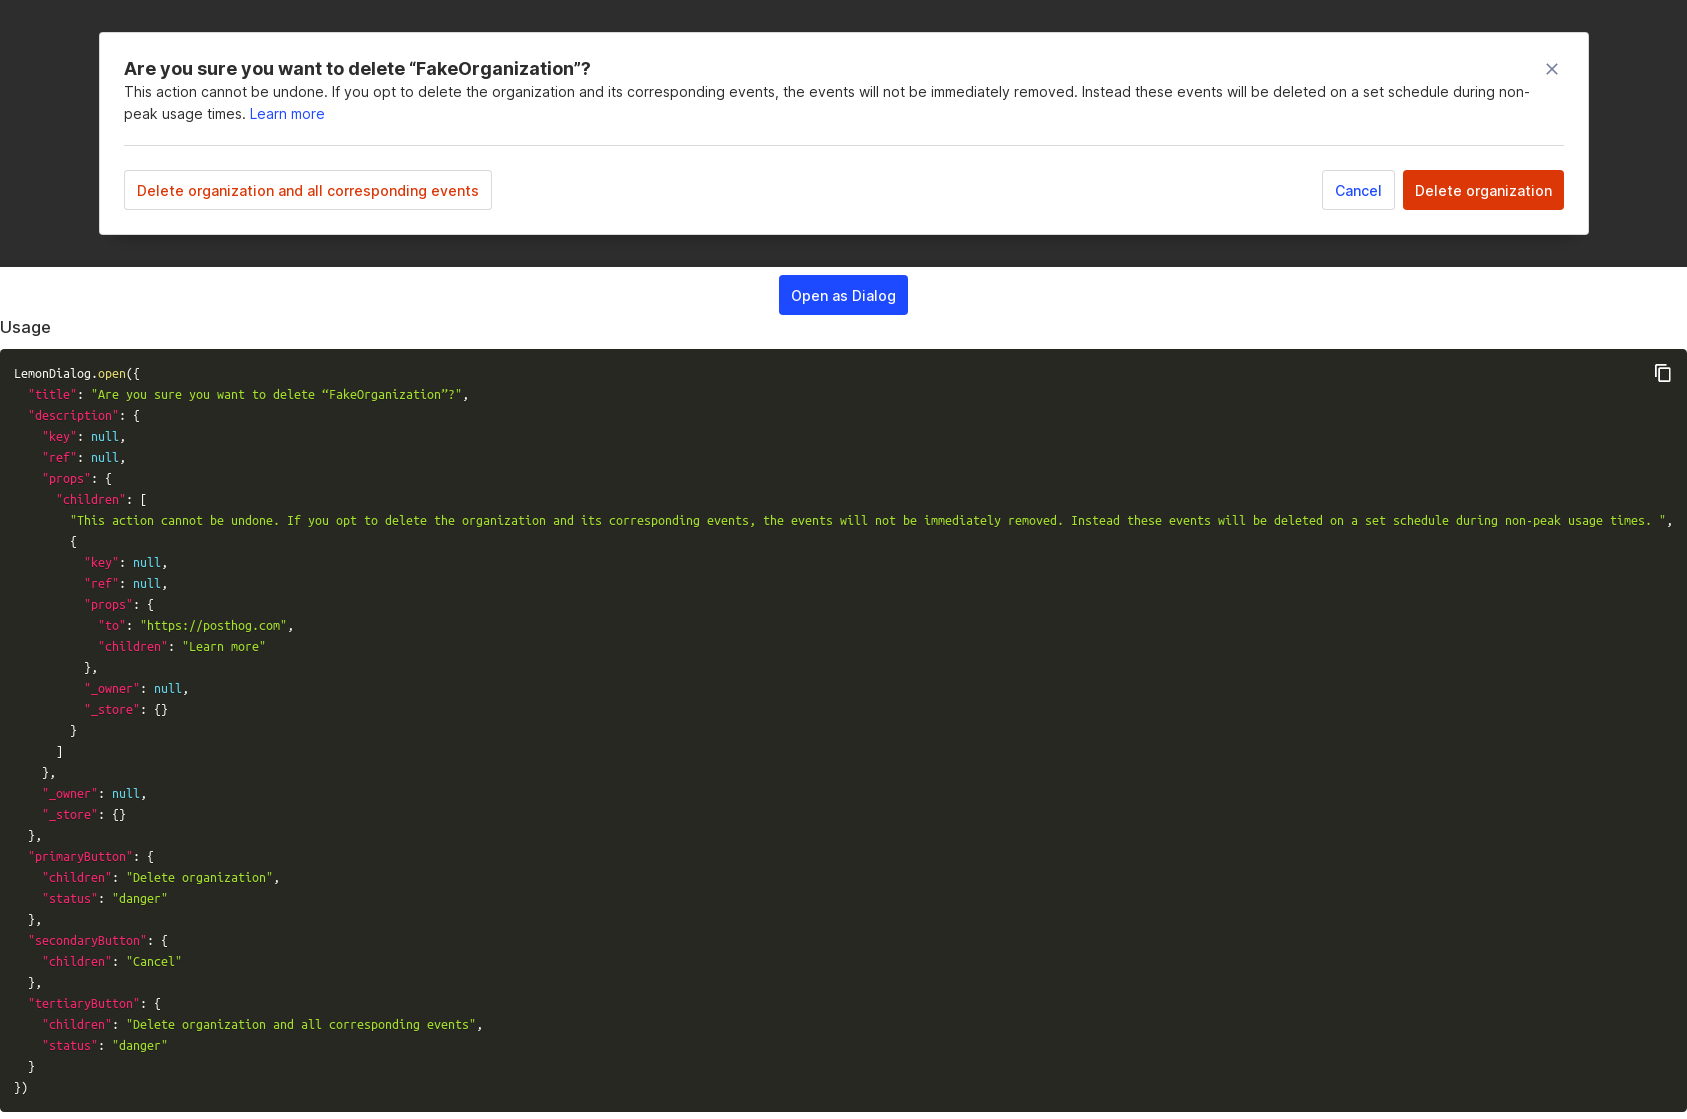 Are you sure you want to delete “FakeOrganization”?
This action cannot be undone. If you opt to delete the organization and its corresponding events, the events will not be immediately removed. Instead these events will be deleted on a set schedule during non-
peak usage times. Learn more
Delete organization and all corresponding events
Cancel
Delete organization
Open as Dialog
Usage
LemonDialog.open({
  "title": "Are you sure you want to delete “FakeOrganization”?",
  "description": {
    "key": null,
    "ref": null,
    "props": {
      "children": [
        "This action cannot be undone. If you opt to delete the organization and its corresponding events, the events will not be immediately removed. Instead these events will be deleted on a set schedule during non-peak usage times. ",
        {
          "key": null,
          "ref": null,
          "props": {
            "to": "https://posthog.com",
            "children": "Learn more"
          },
          "_owner": null,
          "_store": {}
        }
      ]
    },
    "_owner": null,
    "_store": {}
  },
  "primaryButton": {
    "children": "Delete organization",
    "status": "danger"
  },
  "secondaryButton": {
    "children": "Cancel"
  },
  "tertiaryButton": {
    "children": "Delete organization and all corresponding events",
    "status": "danger"
  }
})